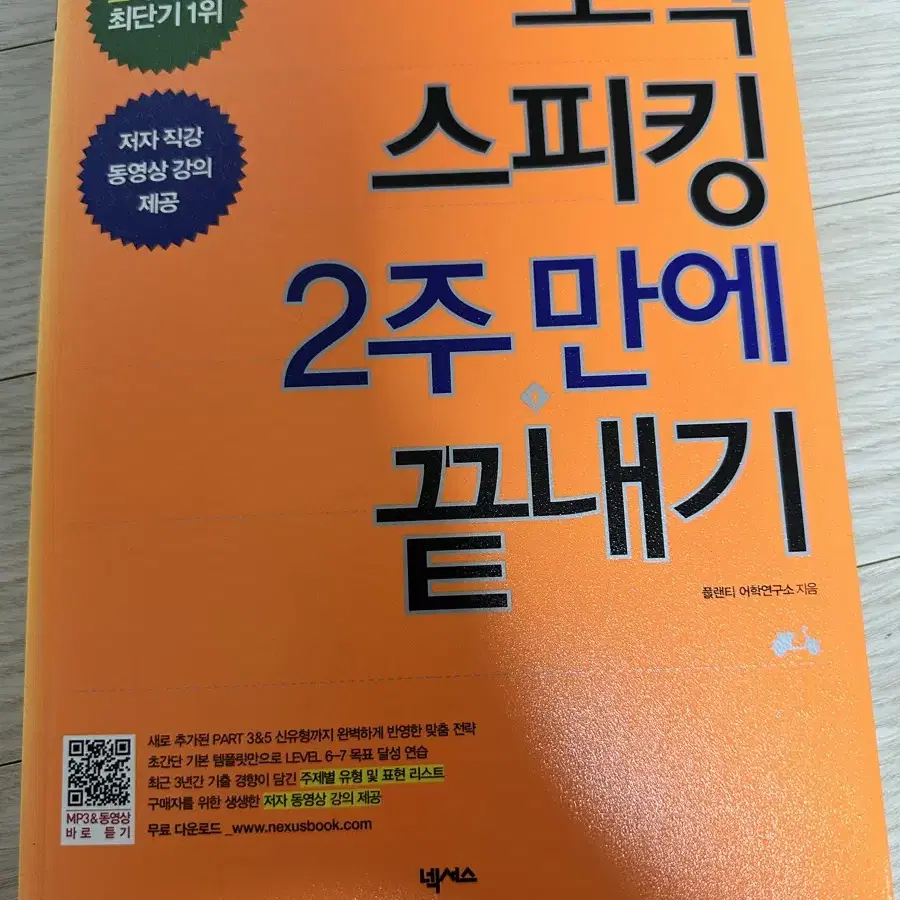 최단기 1위
저자 직강
동영상 강의
제공
스피킹
2주 만에
끝내기
플랜티 어학연구소 지음
새로 추가된 PART 3&5 신유형까지 완벽하게 반영한 맞춤 전략
초간단 기본 템플릿만으로 LEVEL 6-7 목표 달성 연습
최근 3년간 기출 경향이 담긴 주제별 유형 및 표현 리스트
구매자를 위한 생생한 저자 동영상 강의 제공
MP3&동영상
바로 듣기
무료 다운로드 _www.nexusbook.com
넥서스